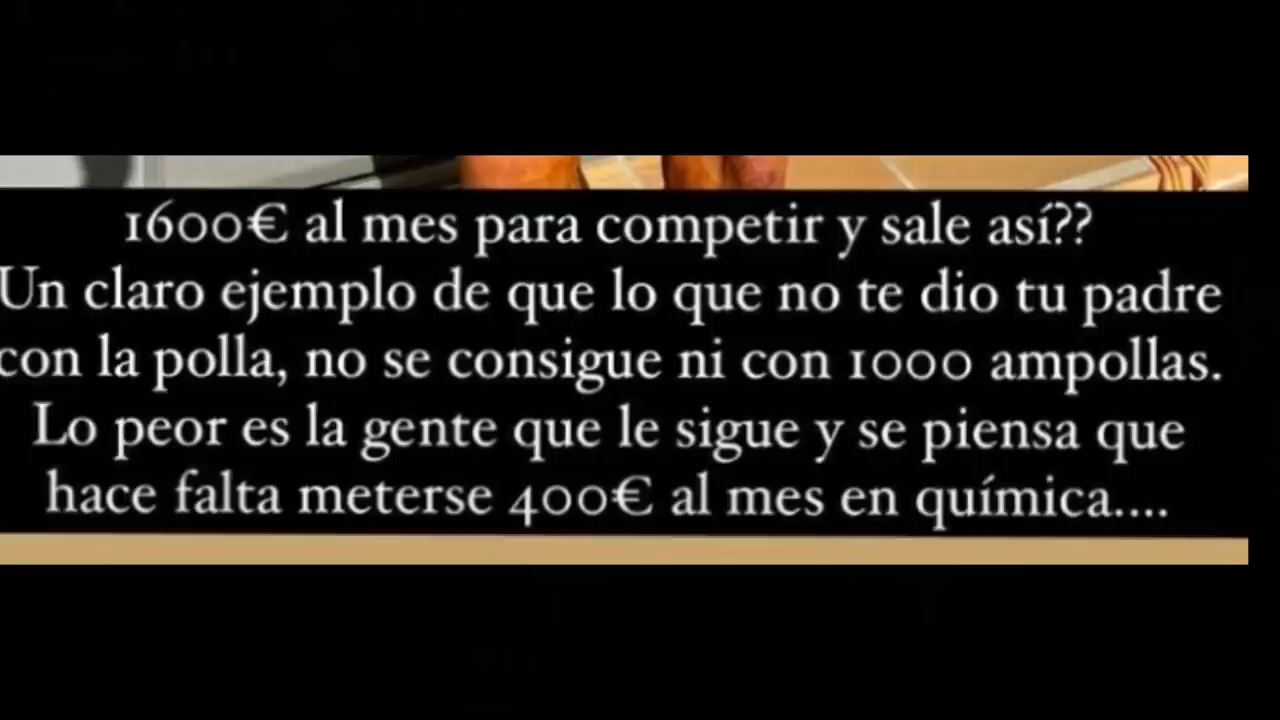 1600€ al mes para competir y sale así??
Un claro ejemplo de que lo que no te dio tu padre
con la polla, no se consigue ni con 1000 ampollas.
Lo peor es la gente que le sigue y se piensa que
hace falta meterse 400€ al mes en química....